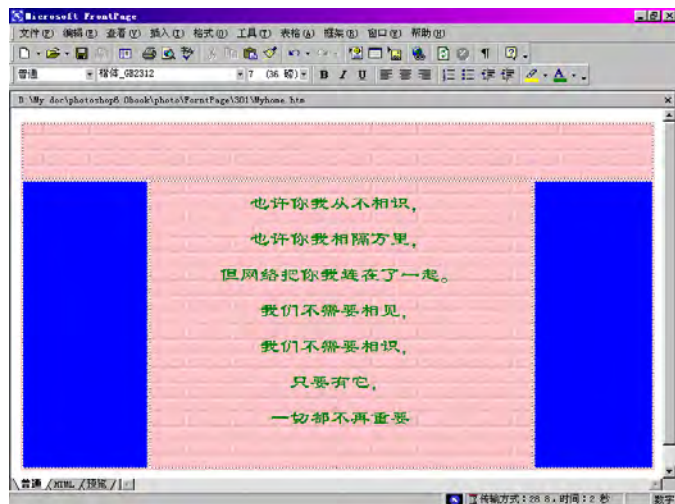 Microsoft FrontPage
文件(F) 编辑(E) 查看(V) 插入(I) 格式(O) 工具(T) 表格(A) 框架(R) 窗口(W) 帮助(H)
普通 楷体_GB2312 7 (36 磅) B I U A
D:\My doc\photoshop6 0book\photo\ForntPage\301\Myhome.htm
也许你我从不相识,
也许你我相隔万里,
但网络把你我连在了一起。
我们不需要相见,
我们不需要相识,
只要有它,
一切都不再重要
普通 HTML 预览
传输方式:28.8,时间:2 秒 数字